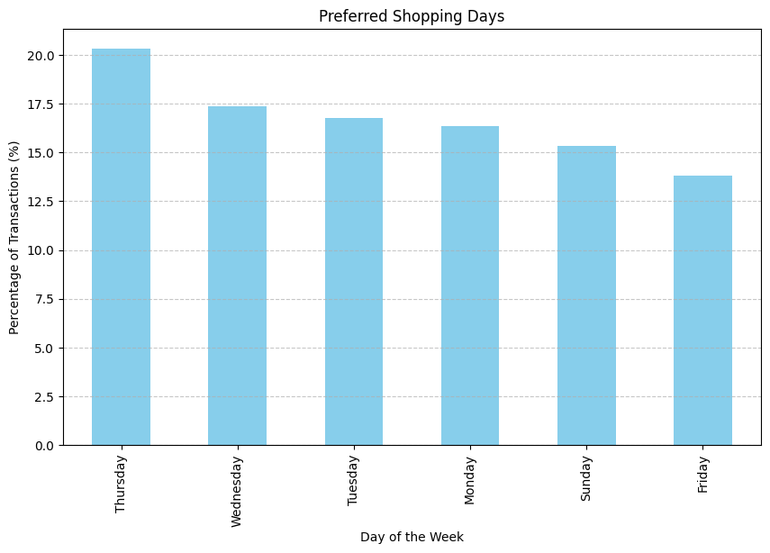 Preferred Shopping Days
Percentage of Transactions (%)
20.0
17.5
15.0
12.5
10.0
7.5
5.0
2.5
0.0
Thursday
Wednesday
Tuesday
Monday
Sunday
Friday
Day of the Week